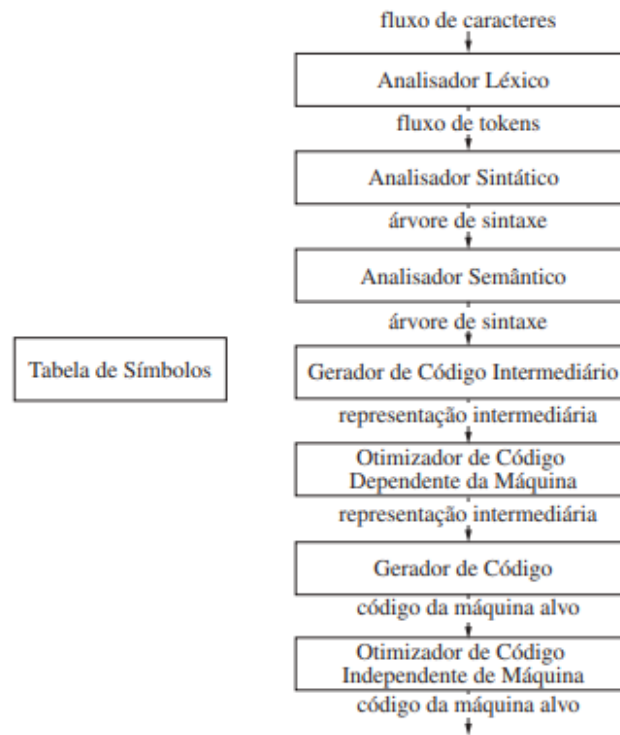 fluxo de caracteres
Analisador Léxico
fluxo de tokens
Analisador Sintático
árvore de sintaxe
Analisador Semântico
árvore de sintaxe
Tabela de Símbolos
Gerador de Código Intermediário
representação intermediária
Otimizador de Código
Dependente da Máquina
representação intermediária
Gerador de Código
código da máquina alvo
Otimizador de Código
Independente de Máquina
código da máquina alvo